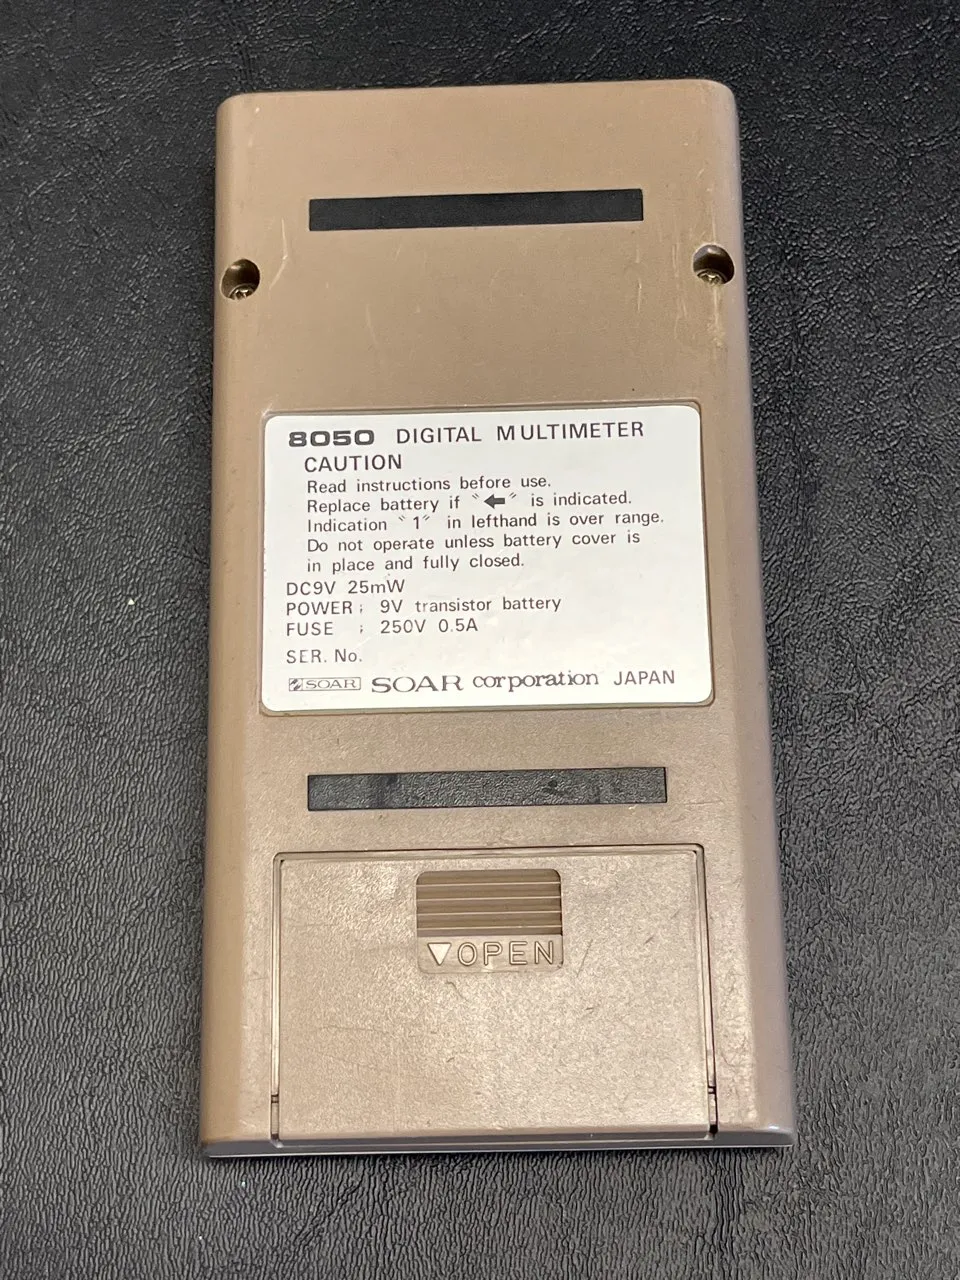 8050 DIGITAL MULTIMETER
CAUTION
Read instructions before use.
Replace battery if "⬅" is indicated.
Indication "1" in lefthand is over range.
Do not operate unless battery cover is
in place and fully closed.
DC9V 25mW
POWER ; 9V transistor battery
FUSE ; 250V 0.5A
SER. No.
SOAR SOAR corporation JAPAN
▽OPEN